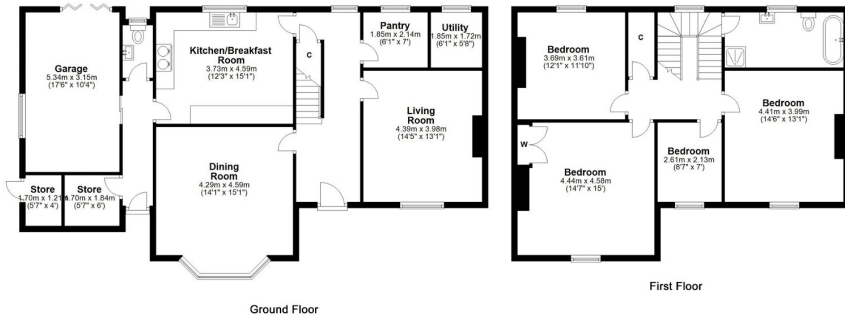 Garage
5.34m x 3.15m
(17'6" x 10'4")
Kitchen/Breakfast
Room
3.73m x 4.59m
(12'3" x 15'1")
C
Pantry
1.85m x 2.14m
(6'1" x 7')
Utility
1.85m x 1.72m
(6'1" x 5'8")
Living
Room
4.39m x 3.98m
(14'5" x 13'1")
Dining
Room
4.29m x 4.59m
(14'1" x 15'1")
Store
1.70m x 1.21m
(5'7" x 4')
Store
1.70m x 1.84m
(5'7" x 6')
Ground Floor
Bedroom
3.69m x 3.61m
(12'1" x 11'10")
C
Bedroom
4.41m x 3.99m
(14'6" x 13'1")
W
Bedroom
4.44m x 4.58m
(14'7" x 15')
Bedroom
2.61m x 2.13m
(8'7" x 7')
First Floor